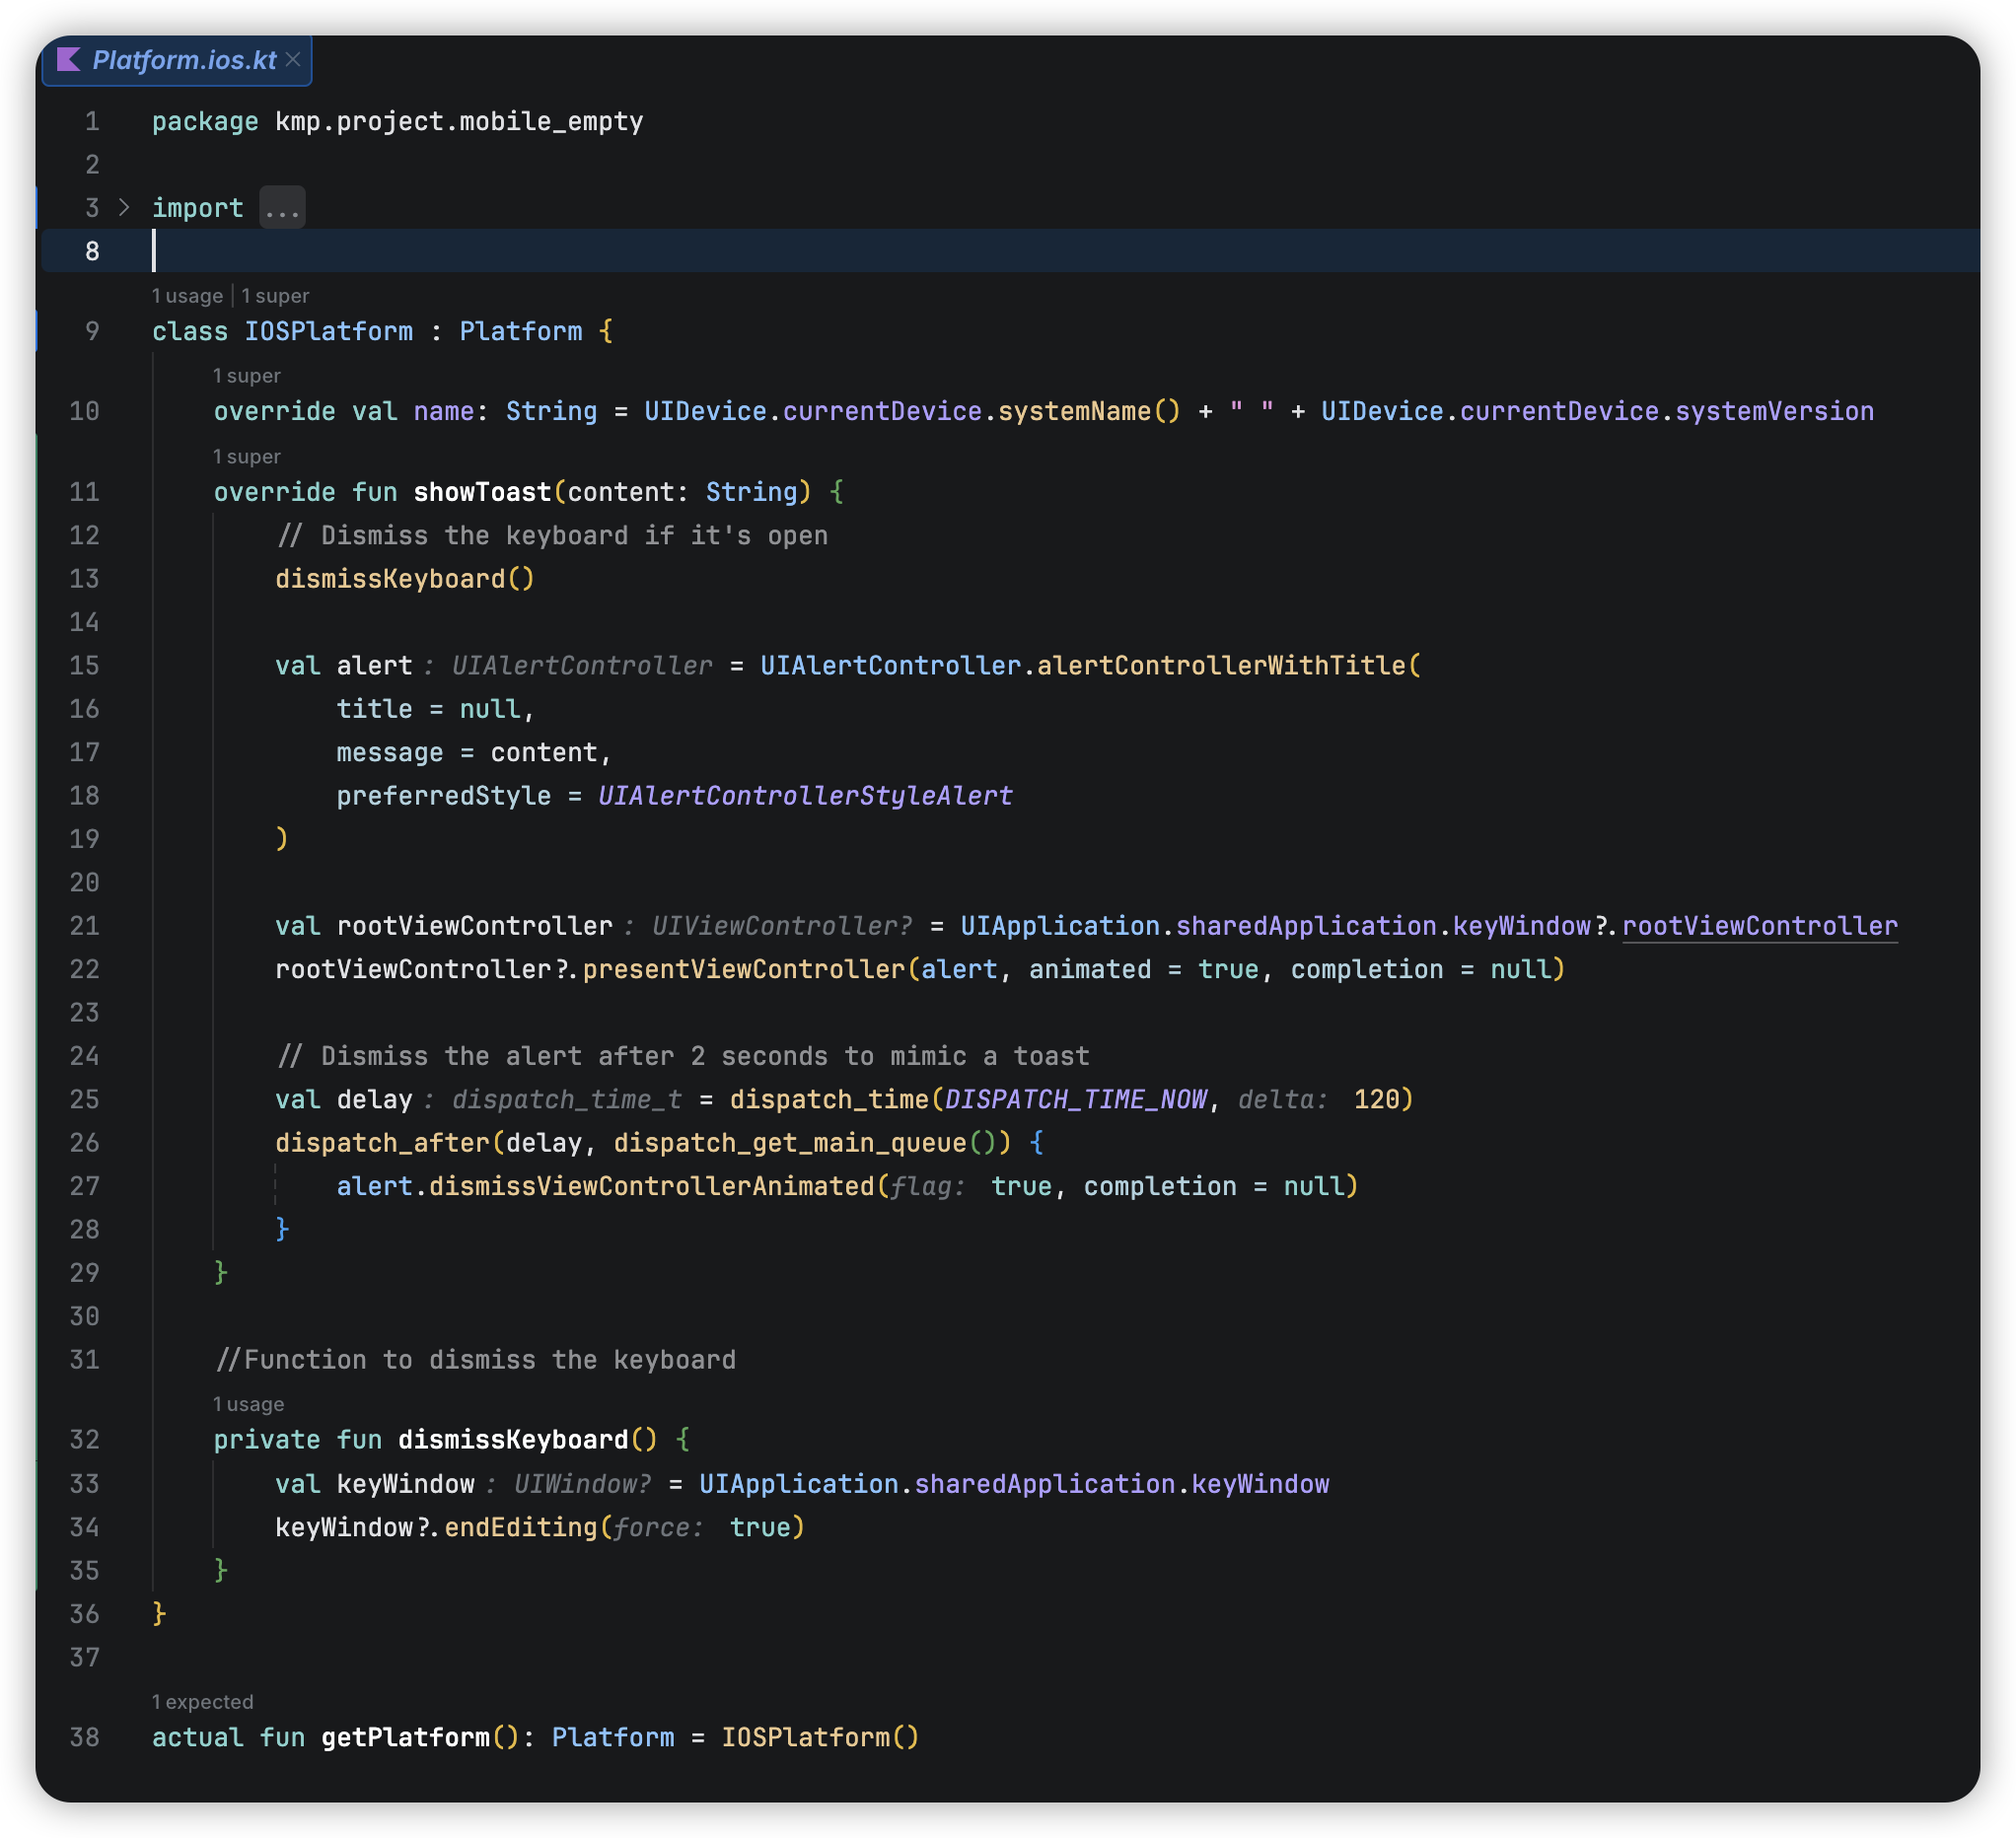 Platform.ios.kt
1 package kmp.project.mobile_empty
2
3 import ...
8
1 usage | 1 super
9 class IOSPlatform : Platform {
1 super
10 override val name: String = UIDevice.currentDevice.systemName() + " " + UIDevice.currentDevice.systemVersion
1 super
11 override fun showToast(content: String) {
12 // Dismiss the keyboard if it's open
13 dismissKeyboard()
14
15 val alert : UIAlertController = UIAlertController.alertControllerWithTitle(
16 title = null,
17 message = content,
18 preferredStyle = UIAlertControllerStyleAlert
19 )
20
21 val rootViewController : UIViewController? = UIApplication.sharedApplication.keyWindow?.rootViewController
22 rootViewController?.presentViewController(alert, animated = true, completion = null)
23
24 // Dismiss the alert after 2 seconds to mimic a toast
25 val delay : dispatch_time_t = dispatch_time(DISPATCH_TIME_NOW, delta: 120)
26 dispatch_after(delay, dispatch_get_main_queue()) {
27 alert.dismissViewControllerAnimated(flag: true, completion = null)
28 }
29 }
30
31 //Function to dismiss the keyboard
1 usage
32 private fun dismissKeyboard() {
33 val keyWindow : UIWindow? = UIApplication.sharedApplication.keyWindow
34 keyWindow?.endEditing(force: true)
35 }
36 }
37
1 expected
38 actual fun getPlatform(): Platform = IOSPlatform()